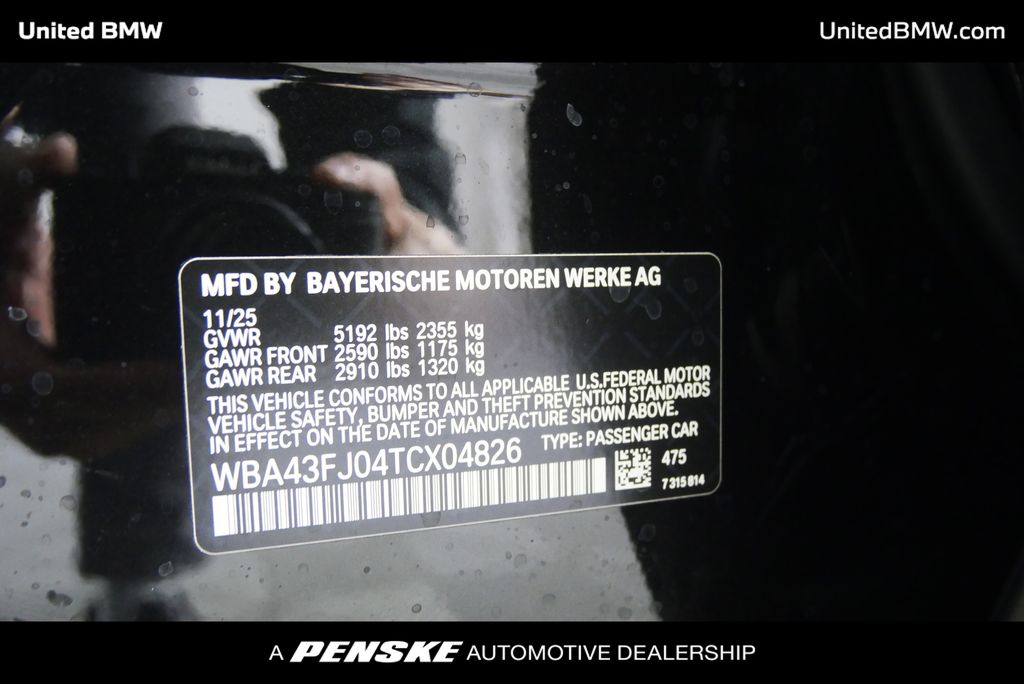 United BMW
UnitedBMW.com
MFD BY BAYERISCHE MOTOREN WERKE AG
11/25
GVWR 5192 lbs 2355 kg
GAWR FRONT 2590 lbs 1175 kg
GAWR REAR 2910 lbs 1320 kg
THIS VEHICLE CONFORMS TO ALL APPLICABLE U.S.FEDERAL MOTOR
VEHICLE SAFETY, BUMPER AND THEFT PREVENTION STANDARDS
IN EFFECT ON THE DATE OF MANUFACTURE SHOWN ABOVE.
WBA43FJ04TCX04826
TYPE: PASSENGER CAR
475
7315814
A PENSKE AUTOMOTIVE DEALERSHIP